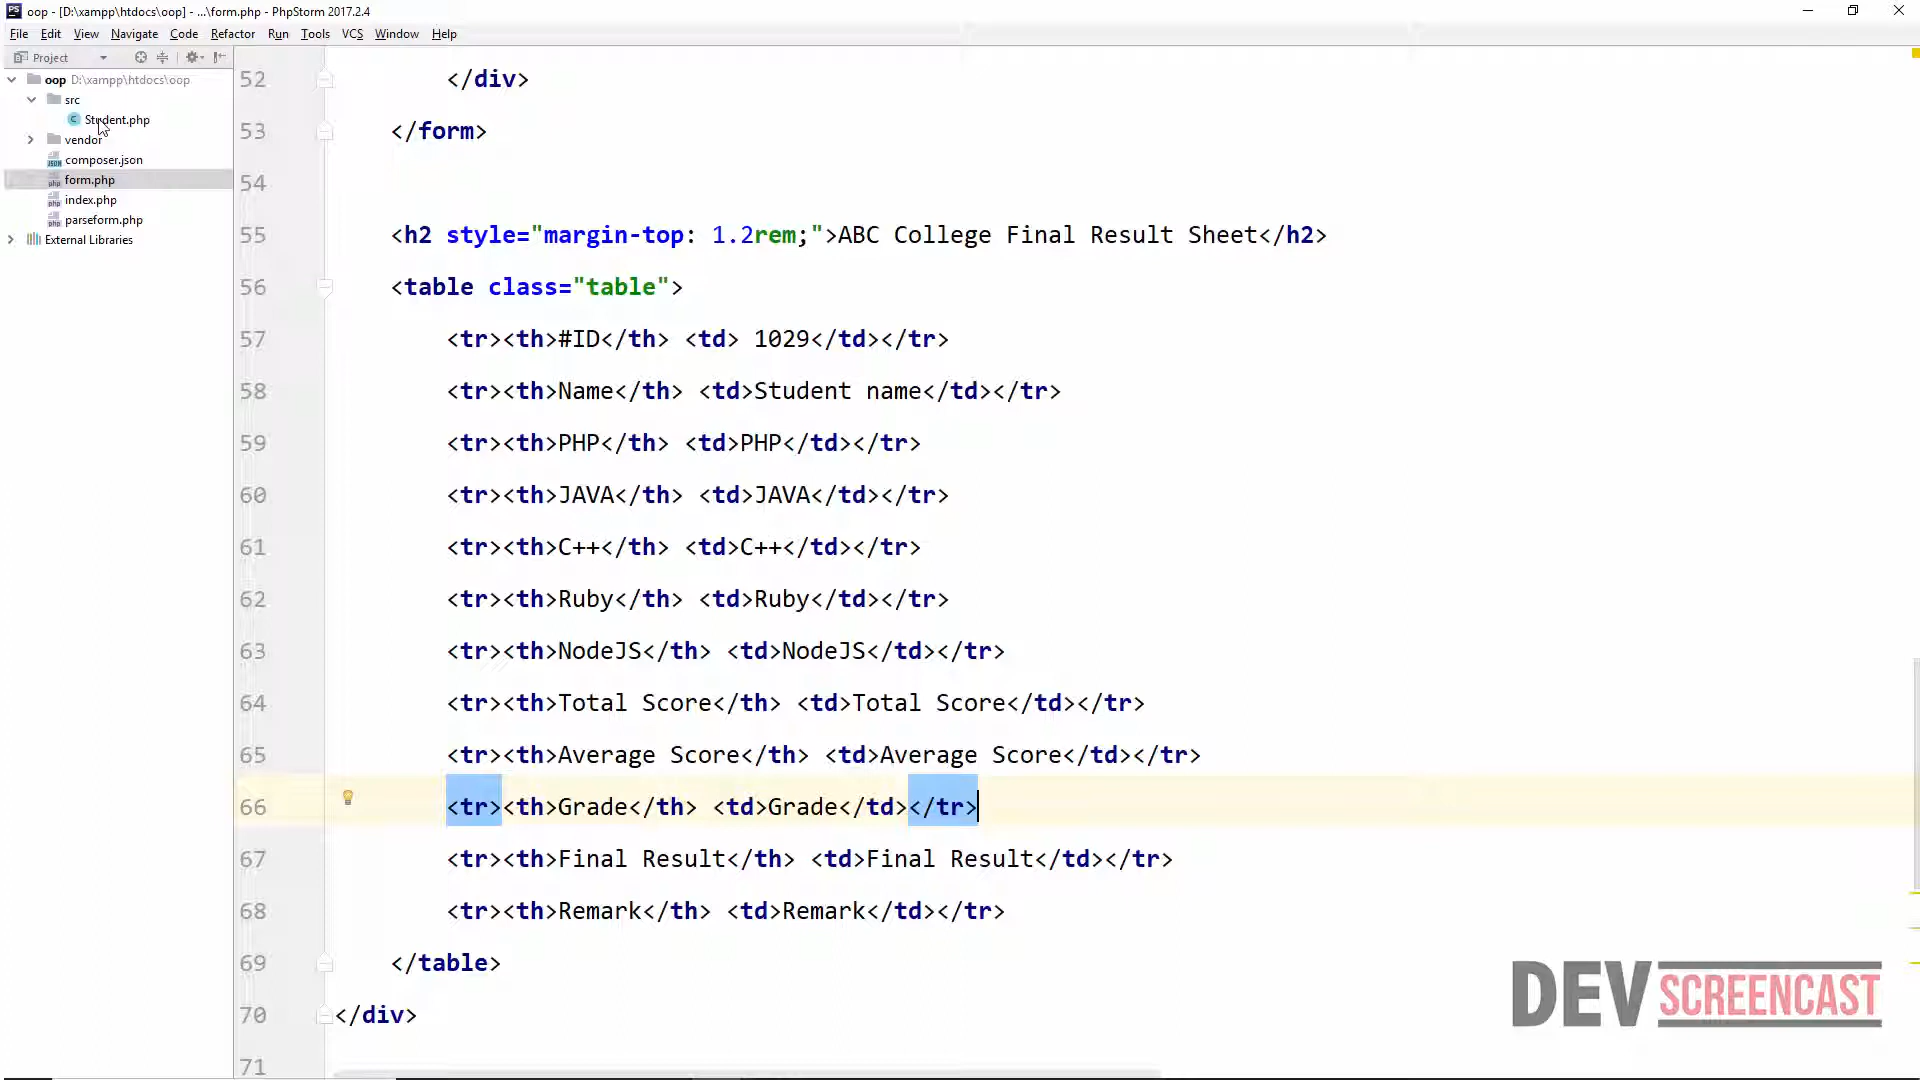 oop - [D:\xampp\htdocs\oop] - ...\form.php - PhpStorm 2017.2.4
File Edit View Navigate Code Refactor Run Tools VCS Window Help
Project
oop D:\xampp\htdocs\oop
src
Student.php
vendor
composer.json
form.php
index.php
parseform.php
External Libraries
52 </div>
53 </form>
54
55 <h2 style="margin-top: 1.2rem;">ABC College Final Result Sheet</h2>
56 <table class="table">
57 <tr><th>#ID</th> <td> 1029</td></tr>
58 <tr><th>Name</th> <td>Student name</td></tr>
59 <tr><th>PHP</th> <td>PHP</td></tr>
60 <tr><th>JAVA</th> <td>JAVA</td></tr>
61 <tr><th>C++</th> <td>C++</td></tr>
62 <tr><th>Ruby</th> <td>Ruby</td></tr>
63 <tr><th>NodeJS</th> <td>NodeJS</td></tr>
64 <tr><th>Total Score</th> <td>Total Score</td></tr>
65 <tr><th>Average Score</th> <td>Average Score</td></tr>
66 <tr><th>Grade</th> <td>Grade</td></tr>
67 <tr><th>Final Result</th> <td>Final Result</td></tr>
68 <tr><th>Remark</th> <td>Remark</td></tr>
69 </table>
70 </div>
71
DEVSCREENCAST